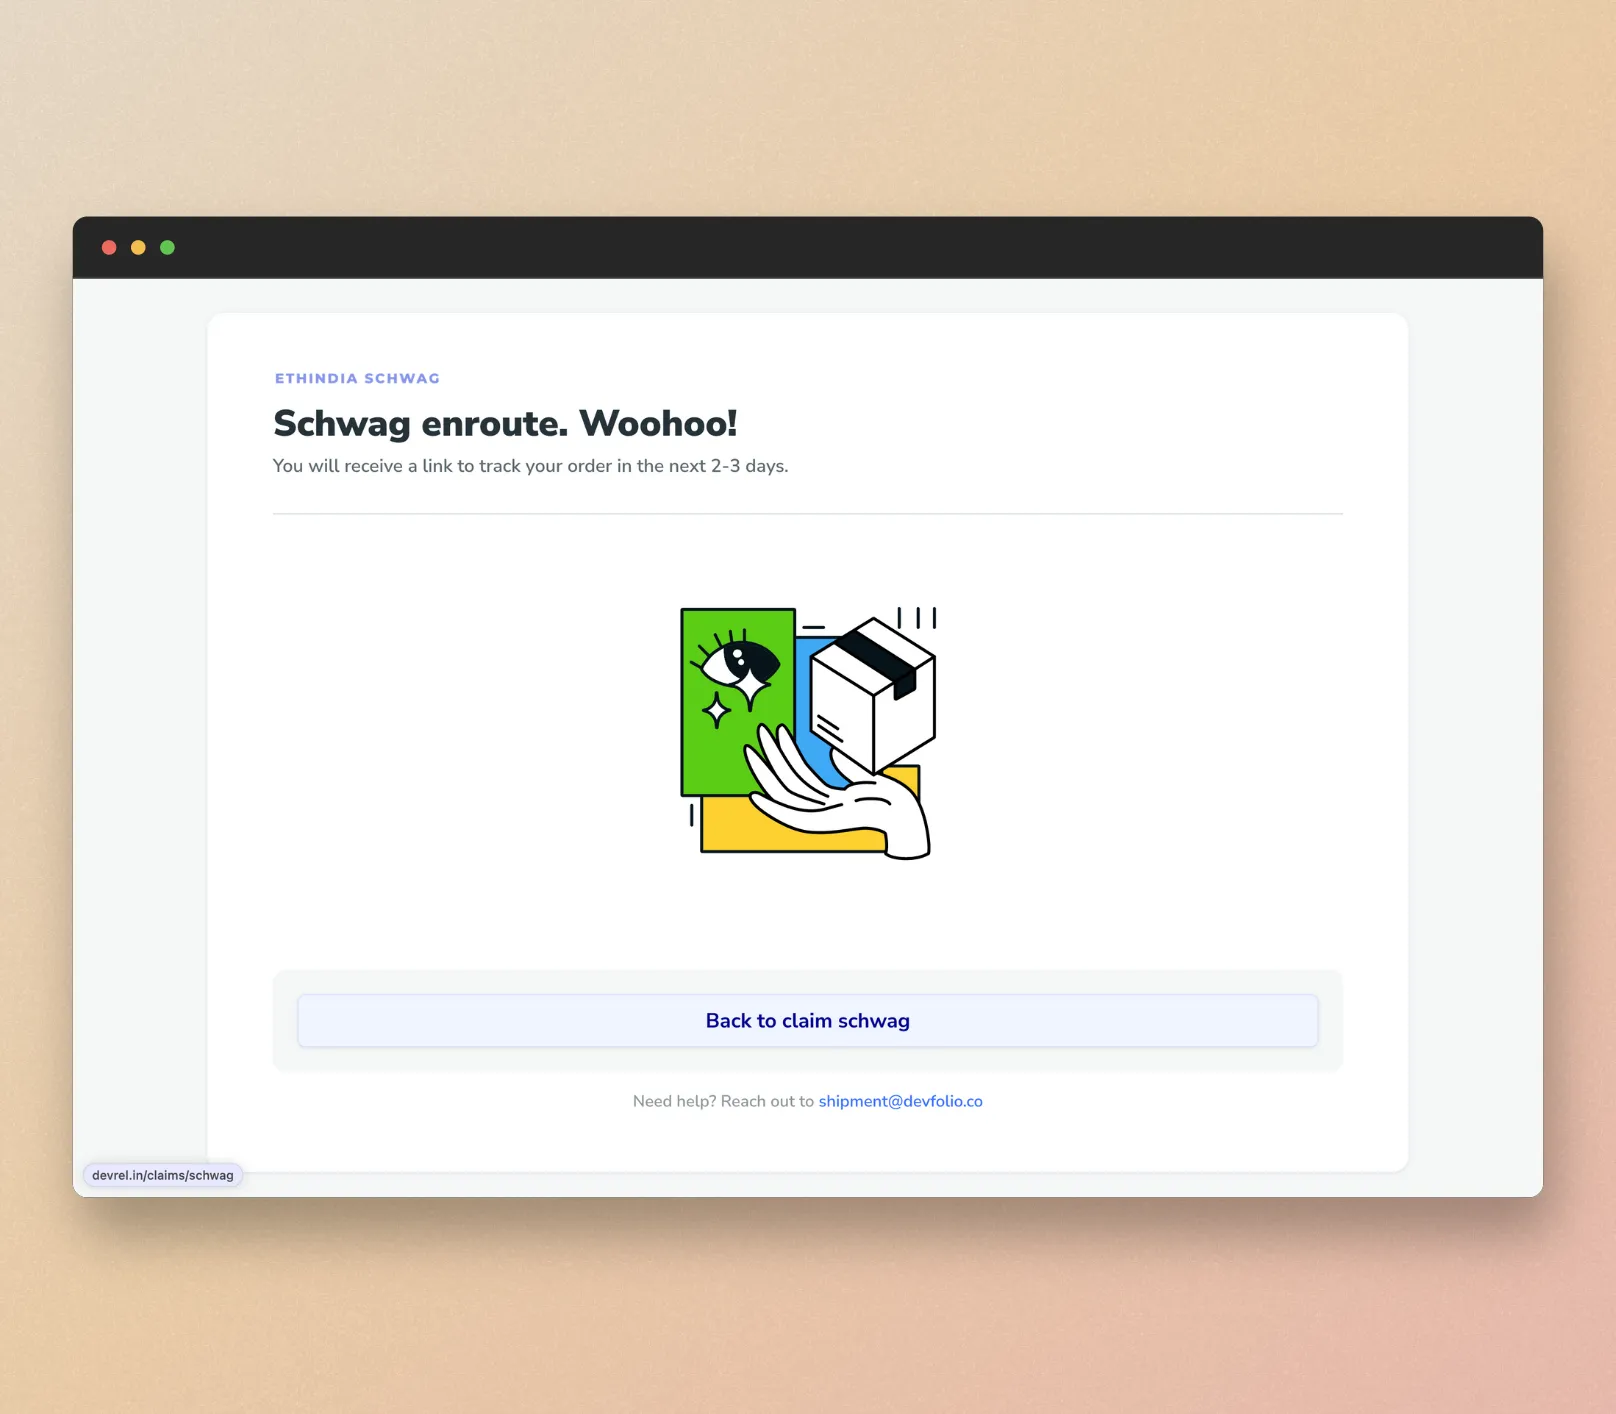 ETHINDIA SCHWAG
Schwag enroute. Woohoo!
You will receive a link to track your order in the next 2-3 days.
Back to claim schwag
Need help? Reach out to shipment@devfolio.co
devrel.in/claims/schwag